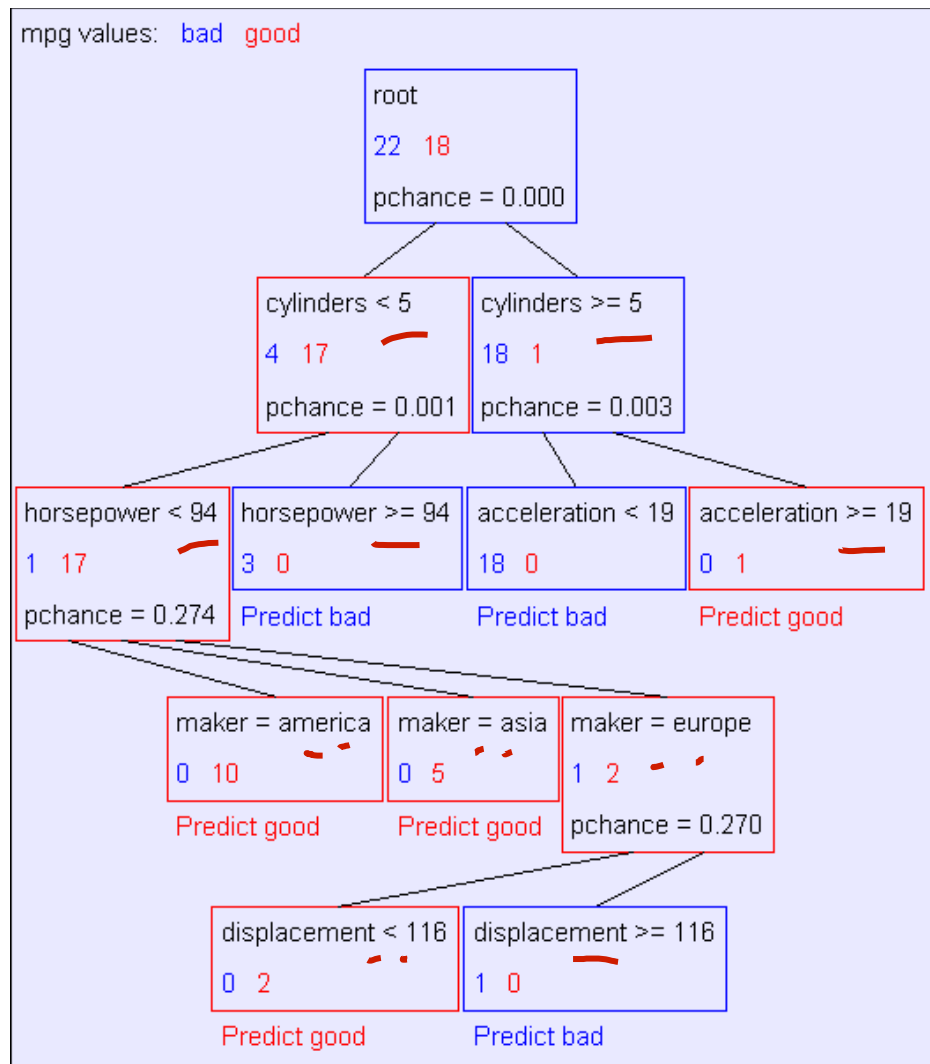 mpg values: bad good
root
22 18
pchance = 0.000
cylinders < 5
4 17
pchance = 0.001
cylinders >= 5
18 1
pchance = 0.003
horsepower < 94
1 17
pchance = 0.274
horsepower >= 94
3 0
Predict bad
acceleration < 19
18 0
Predict bad
acceleration >= 19
0 1
Predict good
maker = america
0 10
Predict good
maker = asia
0 5
Predict good
maker = europe
1 2
pchance = 0.270
displacement < 116
0 2
Predict good
displacement >= 116
1 0
Predict bad